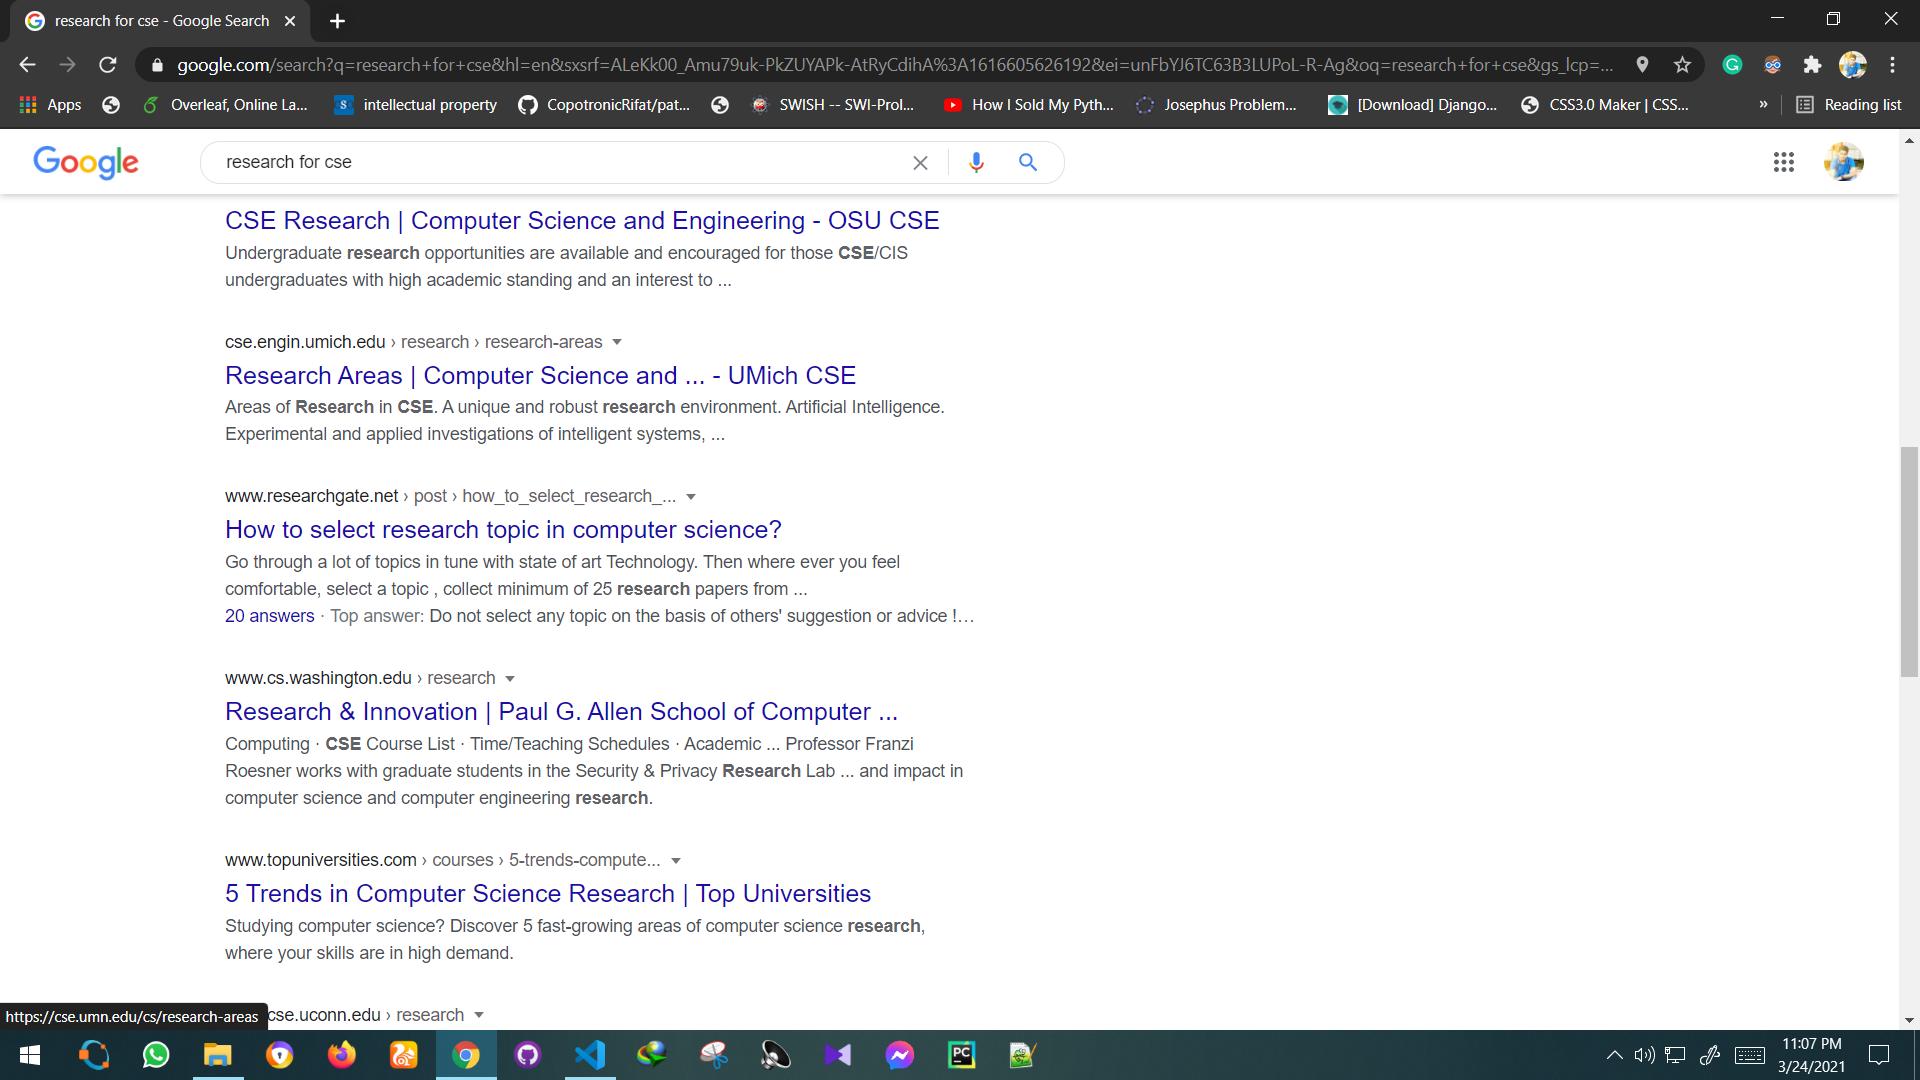 research for cse - Google Search
google.com/search?q=research+for+cse&hl=en&sxsrf=ALeKk00_Amu79uk-PkZUYAPk-AtRyCdihA%3A1616605626192&ei=unFbYJ6TC63B3LUPoL-R-Ag&oq=research+for+cse&gs_lcp=...
Apps
Overleaf, Online La...
intellectual property
CopotronicRifat/pat...
SWISH -- SWI-Prol...
How I Sold My Pyth...
Josephus Problem...
[Download] Django...
CSS3.0 Maker | CSS...
»
Reading list
Google
research for cse
CSE Research | Computer Science and Engineering - OSU CSE
Undergraduate research opportunities are available and encouraged for those CSE/CIS
undergraduates with high academic standing and an interest to ...
cse.engin.umich.edu › research › research-areas
Research Areas | Computer Science and ... - UMich CSE
Areas of Research in CSE. A unique and robust research environment. Artificial Intelligence.
Experimental and applied investigations of intelligent systems, ...
www.researchgate.net › post › how_to_select_research_...
How to select research topic in computer science?
Go through a lot of topics in tune with state of art Technology. Then where ever you feel
comfortable, select a topic , collect minimum of 25 research papers from ...
20 answers · Top answer: Do not select any topic on the basis of others' suggestion or advice !...
www.cs.washington.edu › research
Research & Innovation | Paul G. Allen School of Computer ...
Computing · CSE Course List · Time/Teaching Schedules · Academic ... Professor Franzi
Roesner works with graduate students in the Security & Privacy Research Lab ... and impact in
computer science and computer engineering research.
www.topuniversities.com › courses › 5-trends-compute...
5 Trends in Computer Science Research | Top Universities
Studying computer science? Discover 5 fast-growing areas of computer science research,
where your skills are in high demand.
https://cse.umn.edu/cs/research-areas
cse.uconn.edu › research
PC
11:07 PM
3/24/2021